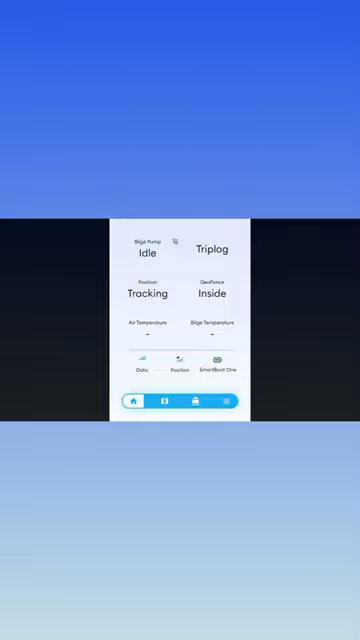 Bilge Pump
Idle
Triplog
Position
Tracking
GeoFence
Inside
Air Temperature
-
Bilge Temperature
-
Data
Position
SmartBoat One